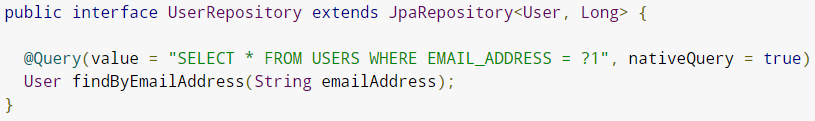 public interface UserRepository extends JpaRepository<User, Long> {
@Query(value = "SELECT * FROM USERS WHERE EMAIL_ADDRESS = ?1", nativeQuery = true)
User findByEmailAddress(String emailAddress);
}